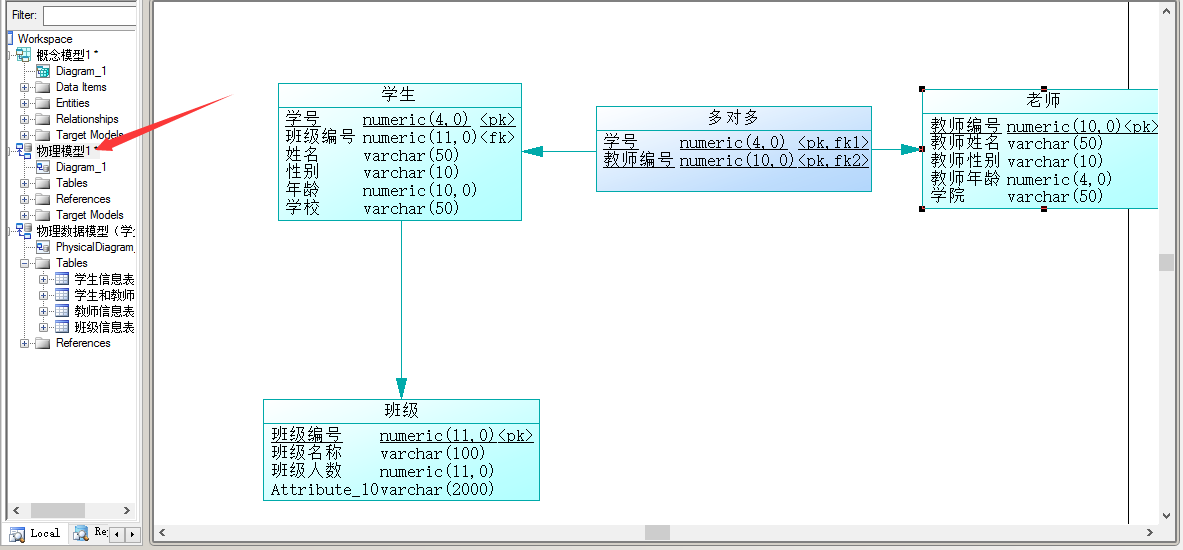 Filter:
Workspace
概念模型1 *
Diagram_1
Data Items
Entities
Relationships
Target Models
物理模型1 *
Diagram_1
Tables
References
Target Models
物理数据模型（学
PhysicalDiagram_
Tables
学生信息表
学生和教师
教师信息表
班级信息表
References
Local
Re
学生
学号 numeric(4,0) <pk>
班级编号 numeric(11,0)<fk>
姓名 varchar(50)
性别 varchar(10)
年龄 numeric(10,0)
学校 varchar(50)
多对多
学号 numeric(4,0) <pk,fk1>
教师编号 numeric(10,0)<pk,fk2>
老师
教师编号 numeric(10,0)<pk>
教师姓名 varchar(50)
教师性别 varchar(10)
教师年龄 numeric(4,0)
学院 varchar(50)
班级
班级编号 numeric(11,0)<pk>
班级名称 varchar(100)
班级人数 numeric(11,0)
Attribute_10varchar(2000)